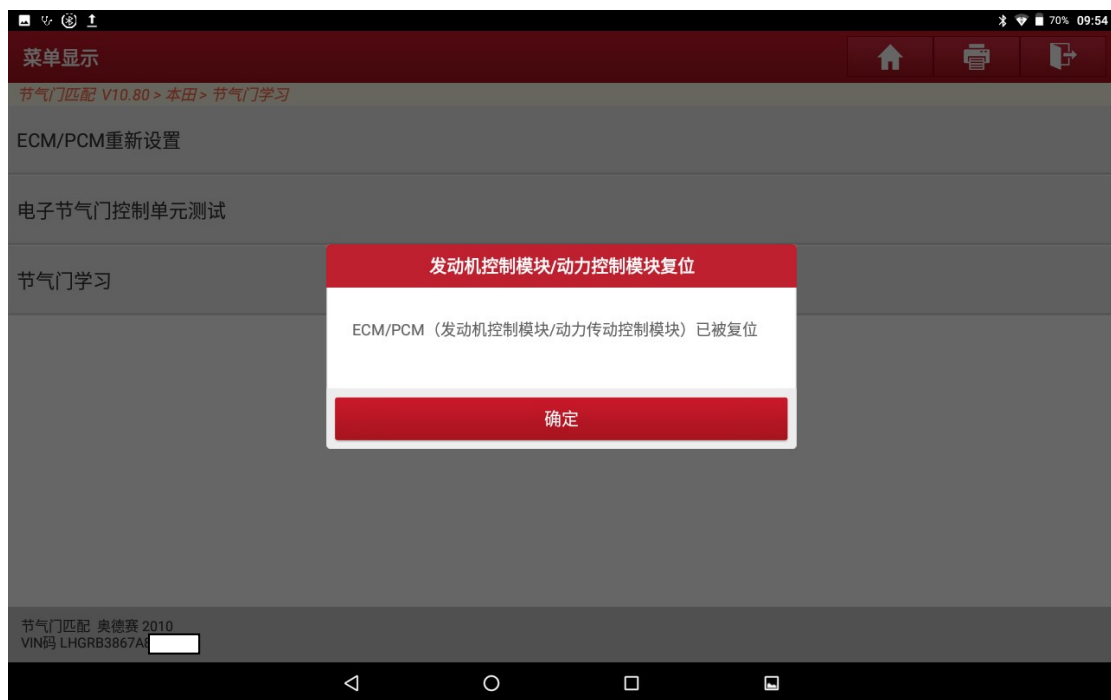 70% 09:54
菜单显示
节气门匹配 V10.80 > 本田 > 节气门学习
ECM/PCM重新设置
电子节气门控制单元测试
节气门学习
发动机控制模块/动力控制模块复位
ECM/PCM（发动机控制模块/动力传动控制模块）已被复位
确定
节气门匹配 奥德赛 2010
VIN码 LHGRB3867A